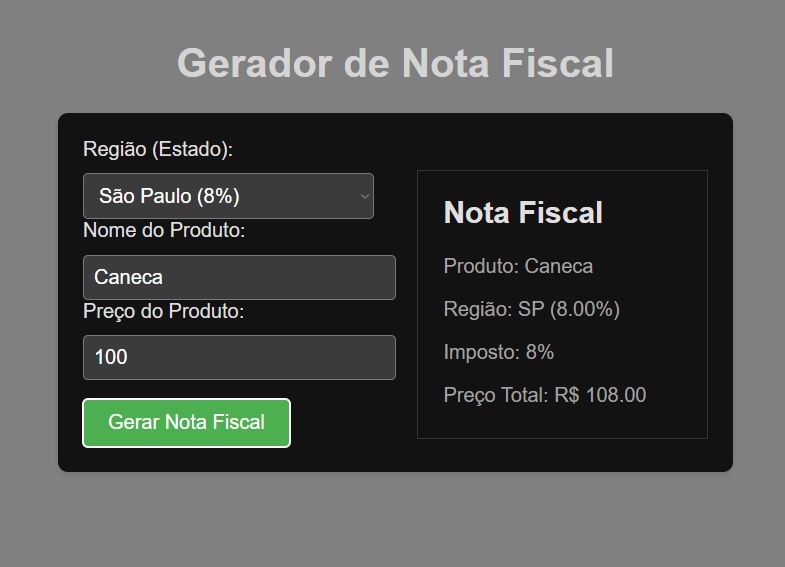 Gerador de Nota Fiscal
Região (Estado):
São Paulo (8%)
Nome do Produto:
Caneca
Preço do Produto:
100
Gerar Nota Fiscal
Nota Fiscal
Produto: Caneca
Região: SP (8.00%)
Imposto: 8%
Preço Total: R$ 108.00